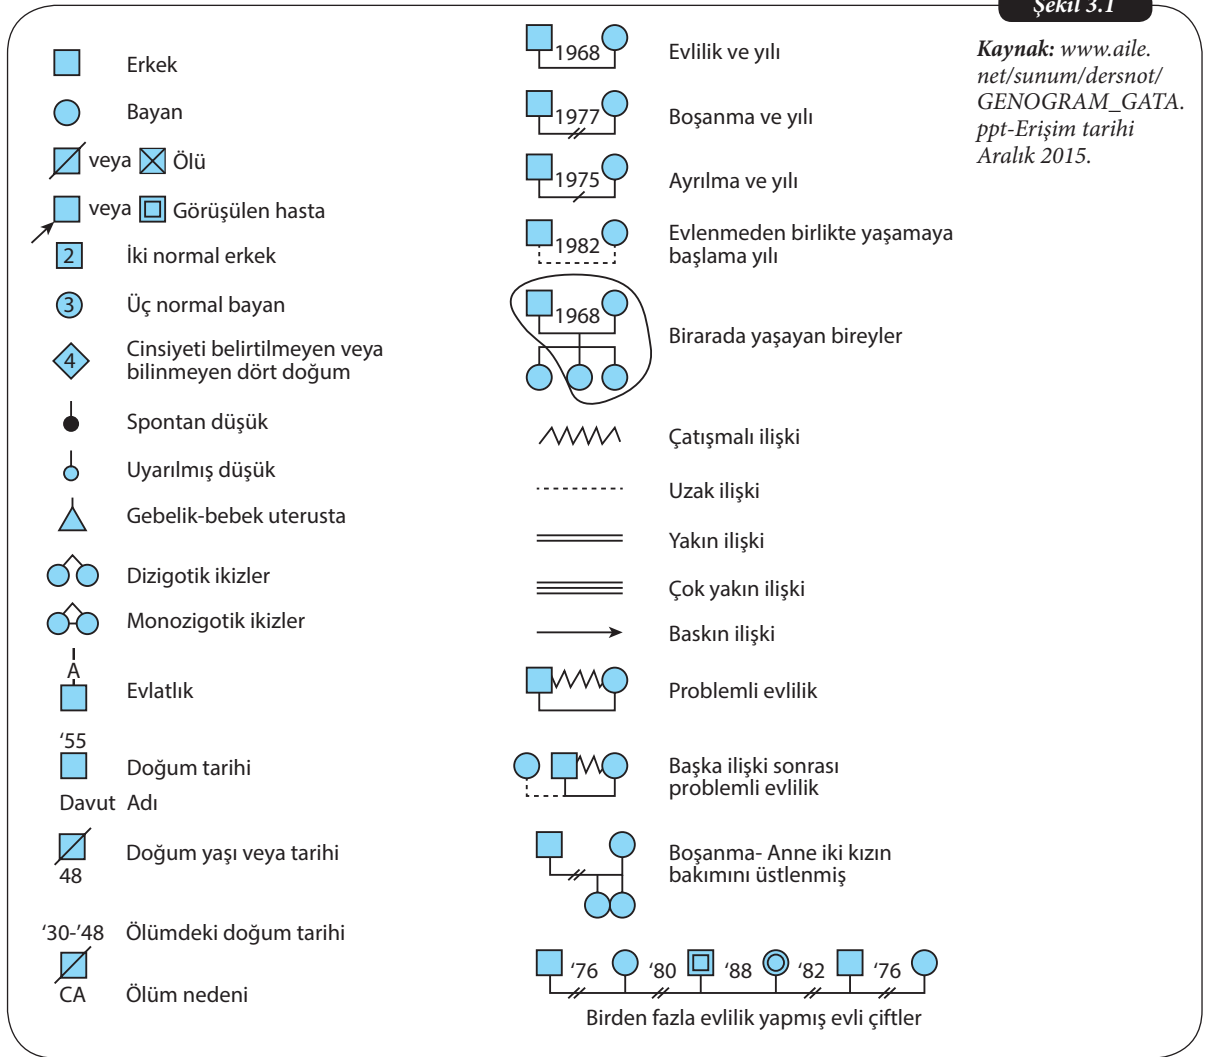 Şekil 3.1
Kaynak: www.aile.
net/sunum/dersnot/
GENOGRAM_GATA.
ppt-Erişim tarihi
Aralık 2015.
Erkek
Bayan
veya Ölü
veya Görüşülen hasta
2 İki normal erkek
3 Üç normal bayan
4 Cinsiyeti belirtilmeyen veya
bilinmeyen dört doğum
Spontan düşük
Uyarılmış düşük
Gebelik-bebek uterusta
Dizigotik ikizler
Monozigotik ikizler
A
Evlatlık
‘55
Doğum tarihi
Davut Adı
Doğum yaşı veya tarihi
48
‘30-’48 Ölümdeki doğum tarihi
CA Ölüm nedeni
1968 Evlilik ve yılı
1977 Boşanma ve yılı
1975 Ayrılma ve yılı
1982 Evlenmeden birlikte yaşamaya
başlama yılı
1968
Birarada yaşayan bireyler
Çatışmalı ilişki
Uzak ilişki
Yakın ilişki
Çok yakın ilişki
Baskın ilişki
Problemli evlilik
Başka ilişki sonrası
problemli evlilik
Boşanma- Anne iki kızın
bakımını üstlenmiş
‘76 ‘80 ‘88 ‘82 ‘76
Birden fazla evlilik yapmış evli çiftler